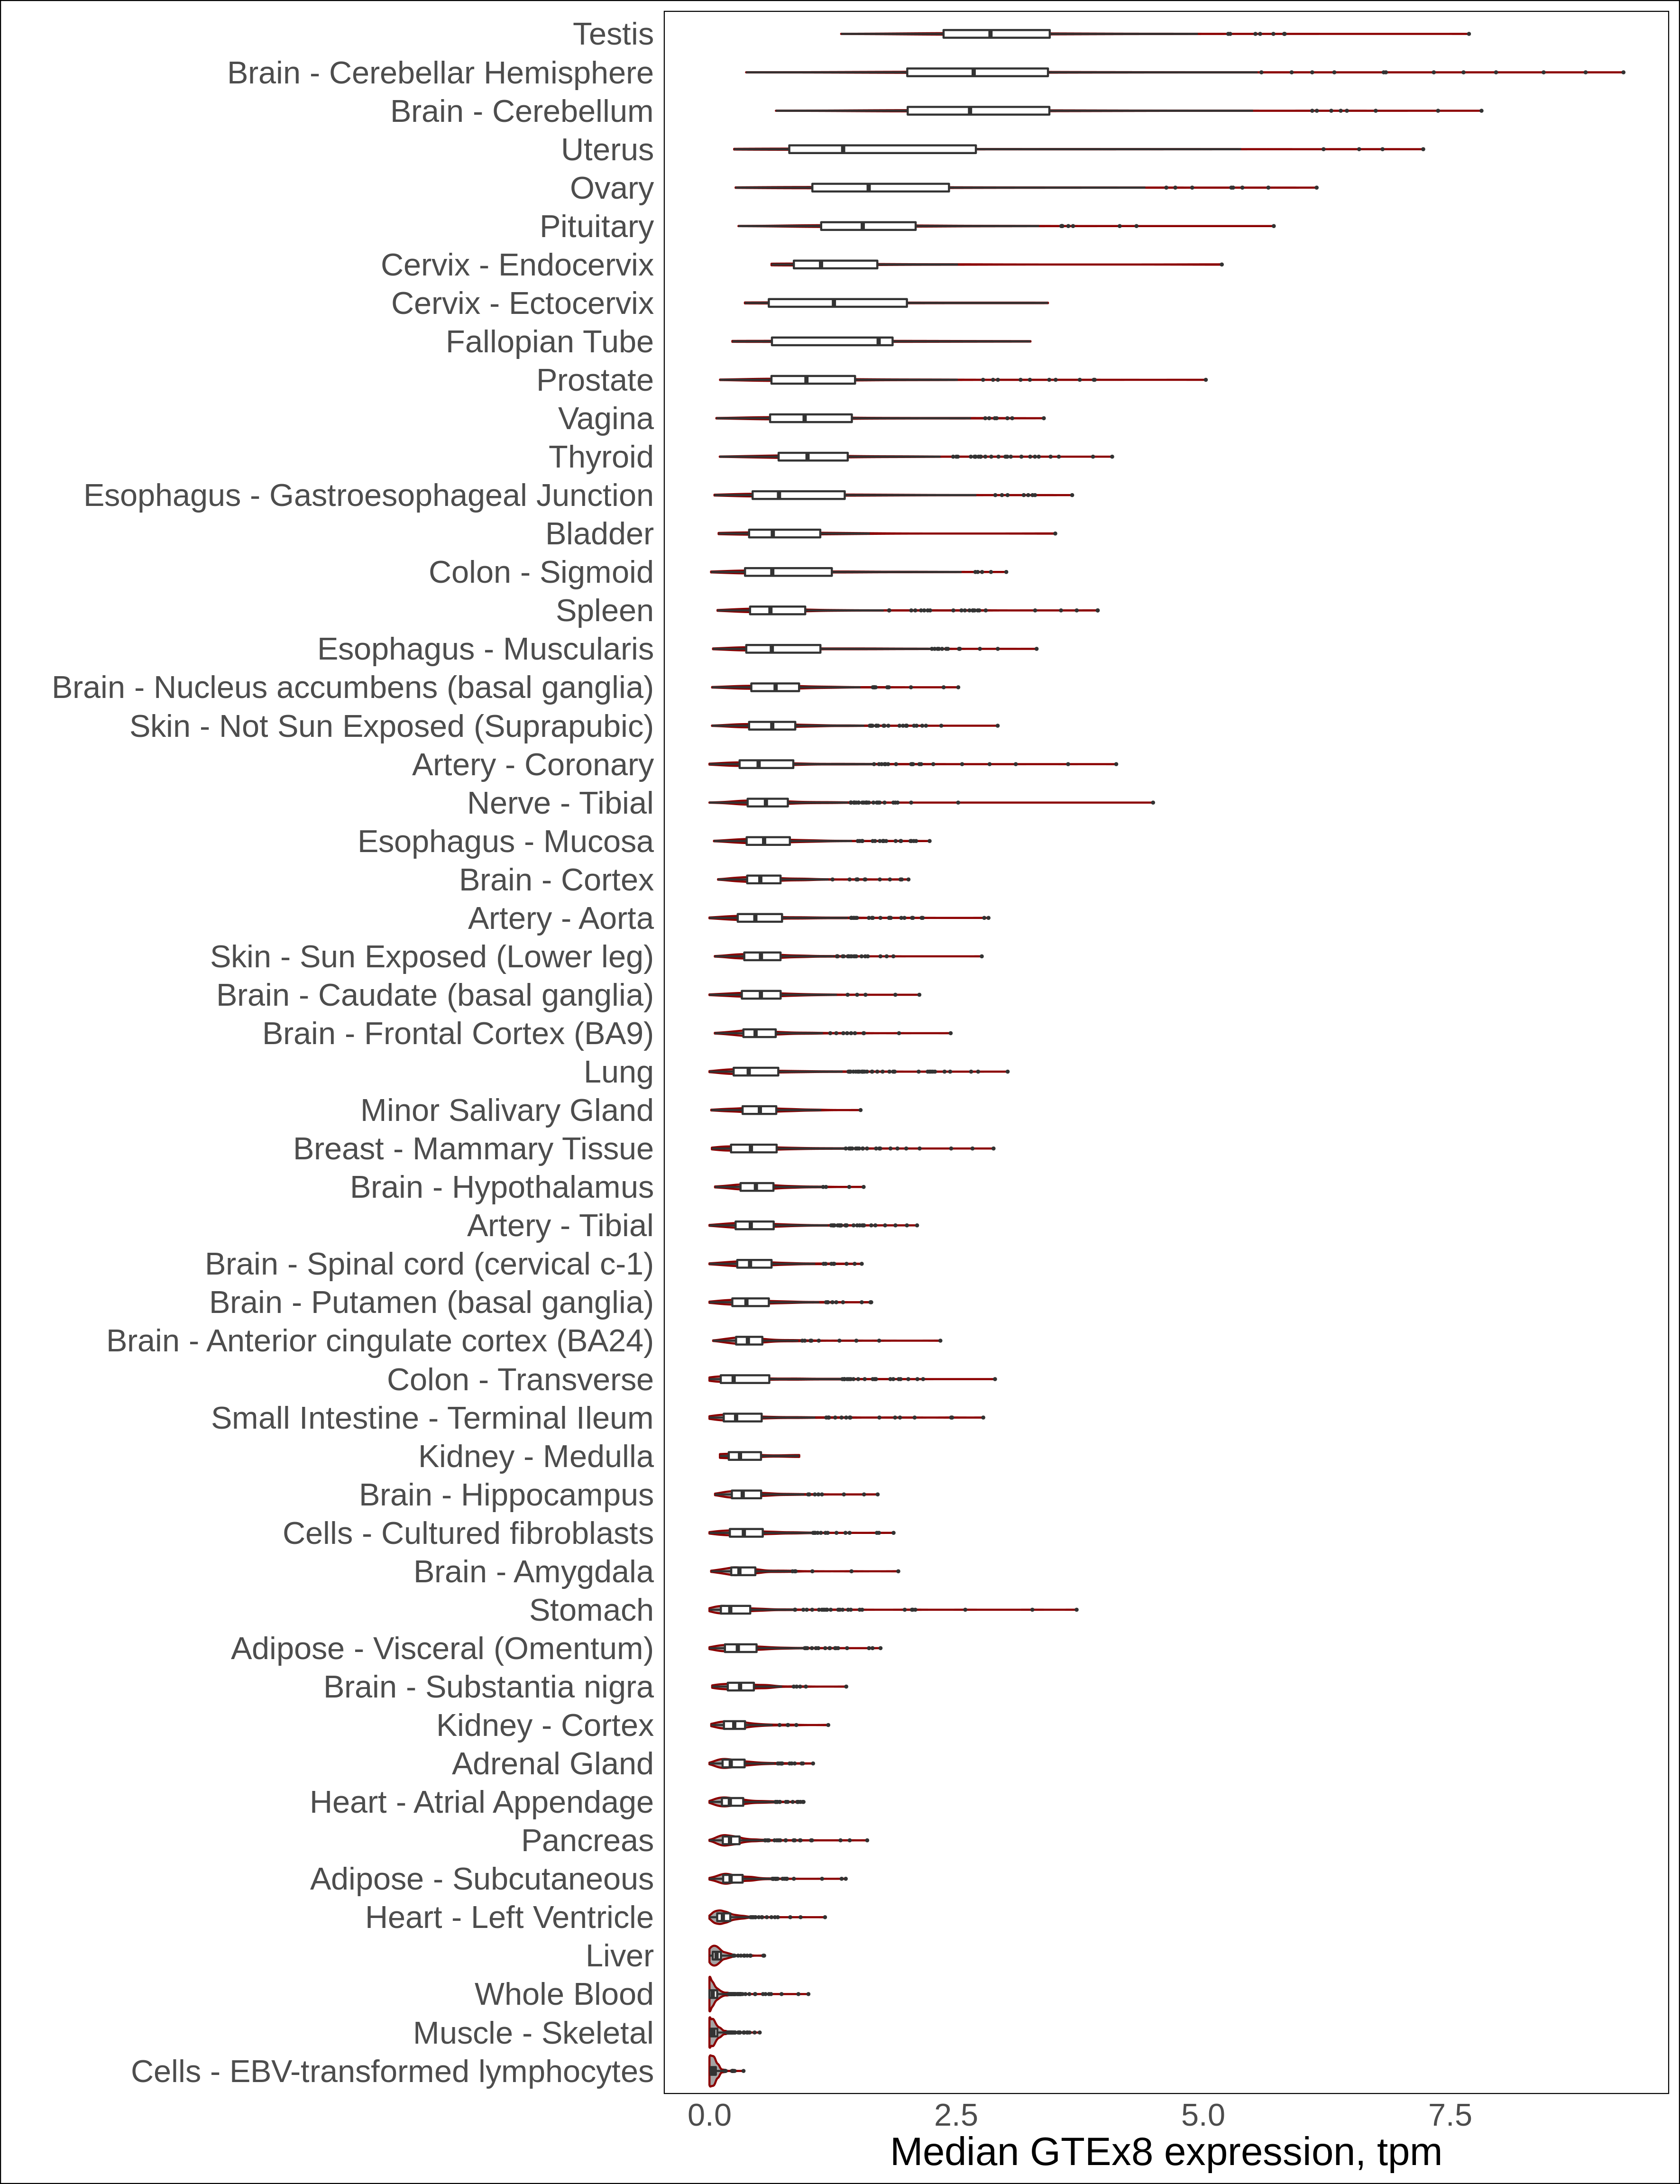 Testis
Brain - Cerebellar Hemisphere
Brain - Cerebellum
Uterus
Ovary
Pituitary
Cervix - Endocervix
Cervix - Ectocervix
Fallopian Tube
Prostate
Vagina
Thyroid
Esophagus - Gastroesophageal Junction
Bladder
Colon - Sigmoid
Spleen
Esophagus - Muscularis
Brain - Nucleus accumbens (basal ganglia)
Skin - Not Sun Exposed (Suprapubic)
Artery - Coronary
Nerve - Tibial
Esophagus - Mucosa
Brain - Cortex
Artery - Aorta
Skin - Sun Exposed (Lower leg)
Brain - Caudate (basal ganglia)
Brain - Frontal Cortex (BA9)
Lung
Minor Salivary Gland
Breast - Mammary Tissue
Brain - Hypothalamus
Artery - Tibial
Brain - Spinal cord (cervical c-1)
Brain - Putamen (basal ganglia)
Brain - Anterior cingulate cortex (BA24)
Colon - Transverse
Small Intestine - Terminal Ileum
Kidney - Medulla
Brain - Hippocampus
Cells - Cultured fibroblasts
Brain - Amygdala
Stomach
Adipose - Visceral (Omentum)
Brain - Substantia nigra
Kidney - Cortex
Adrenal Gland
Heart - Atrial Appendage
Pancreas
Adipose - Subcutaneous
Heart - Left Ventricle
Liver
Whole Blood
Muscle - Skeletal
Cells - EBV-transformed lymphocytes
0.0 2.5 5.0 7.5
Median GTEx8 expression, tpm